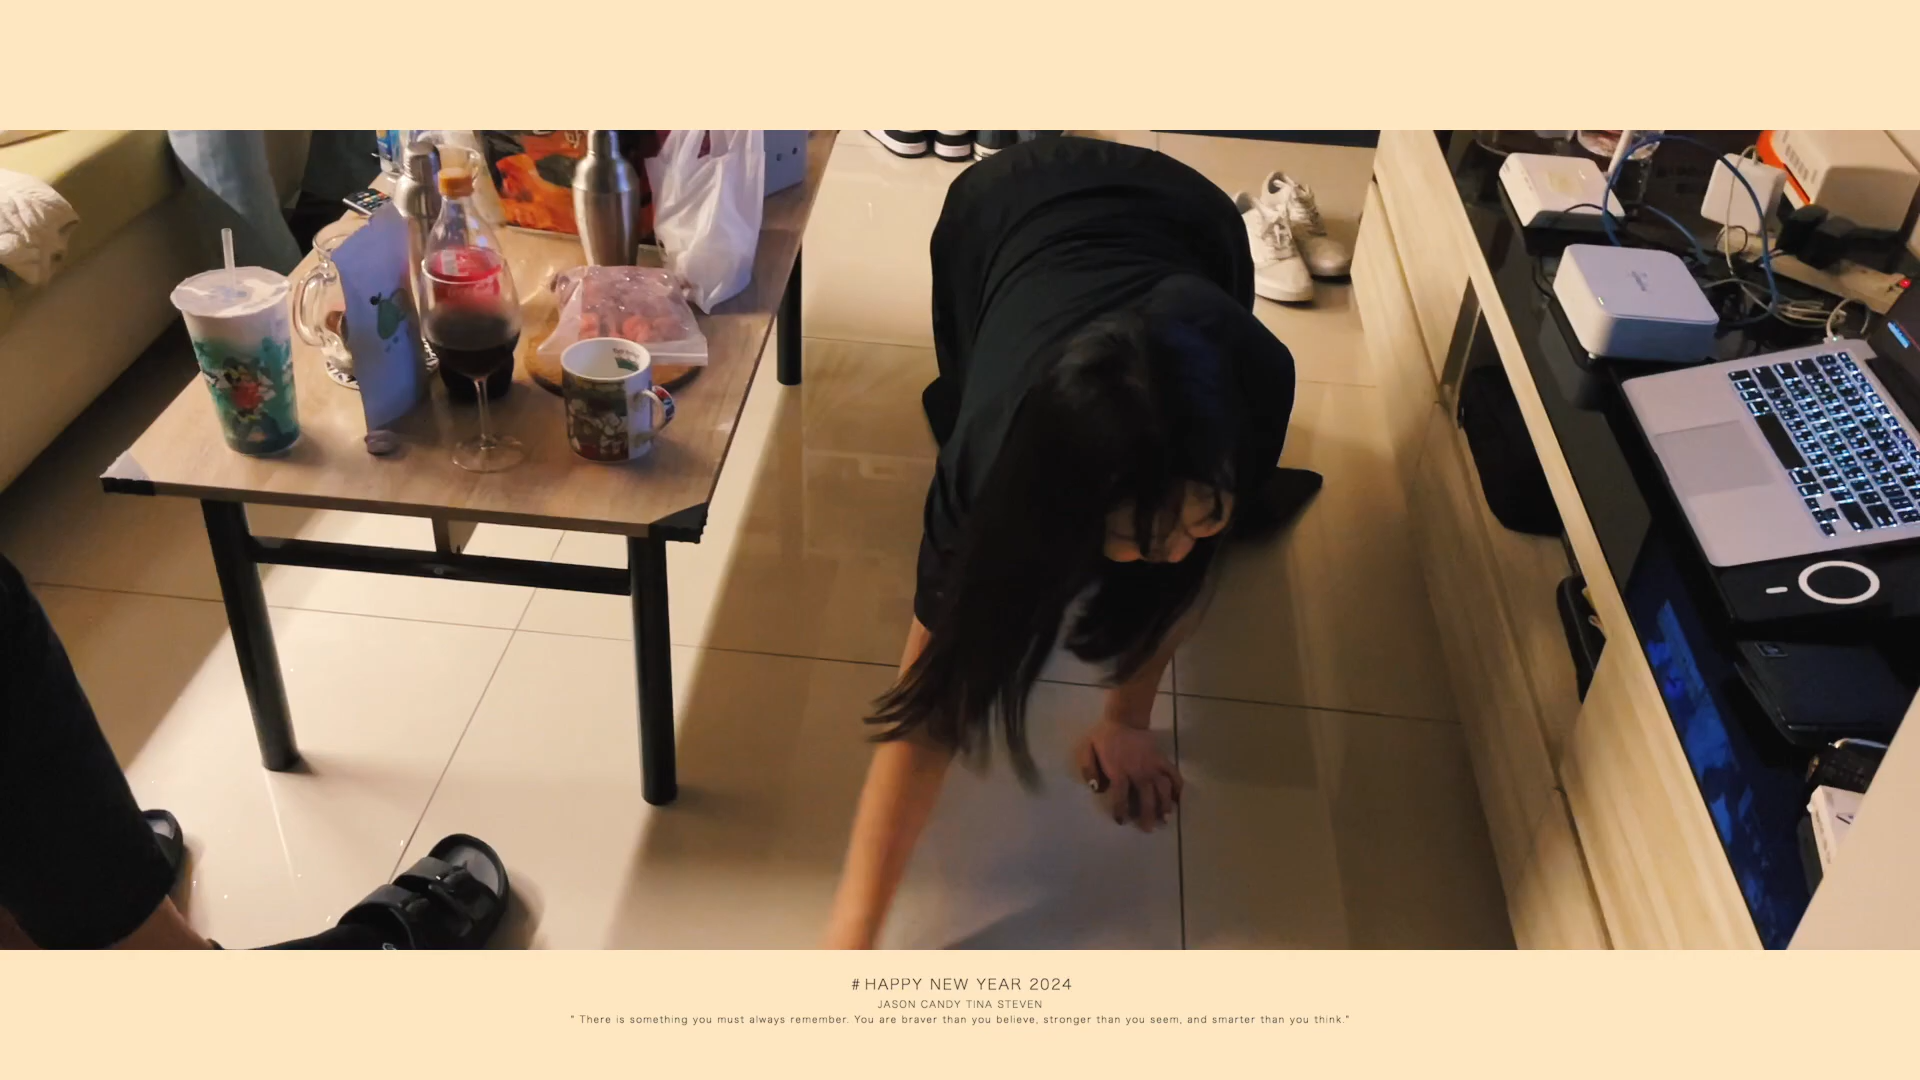 #HAPPY NEW YEAR 2024
JASON CANDY TINA STEVEN
" There is something you must always remember. You are braver than you believe, stronger than you seem, and smarter than you think."